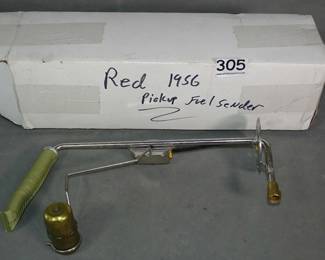 305
Red 1956
Pickup Fuel Sender